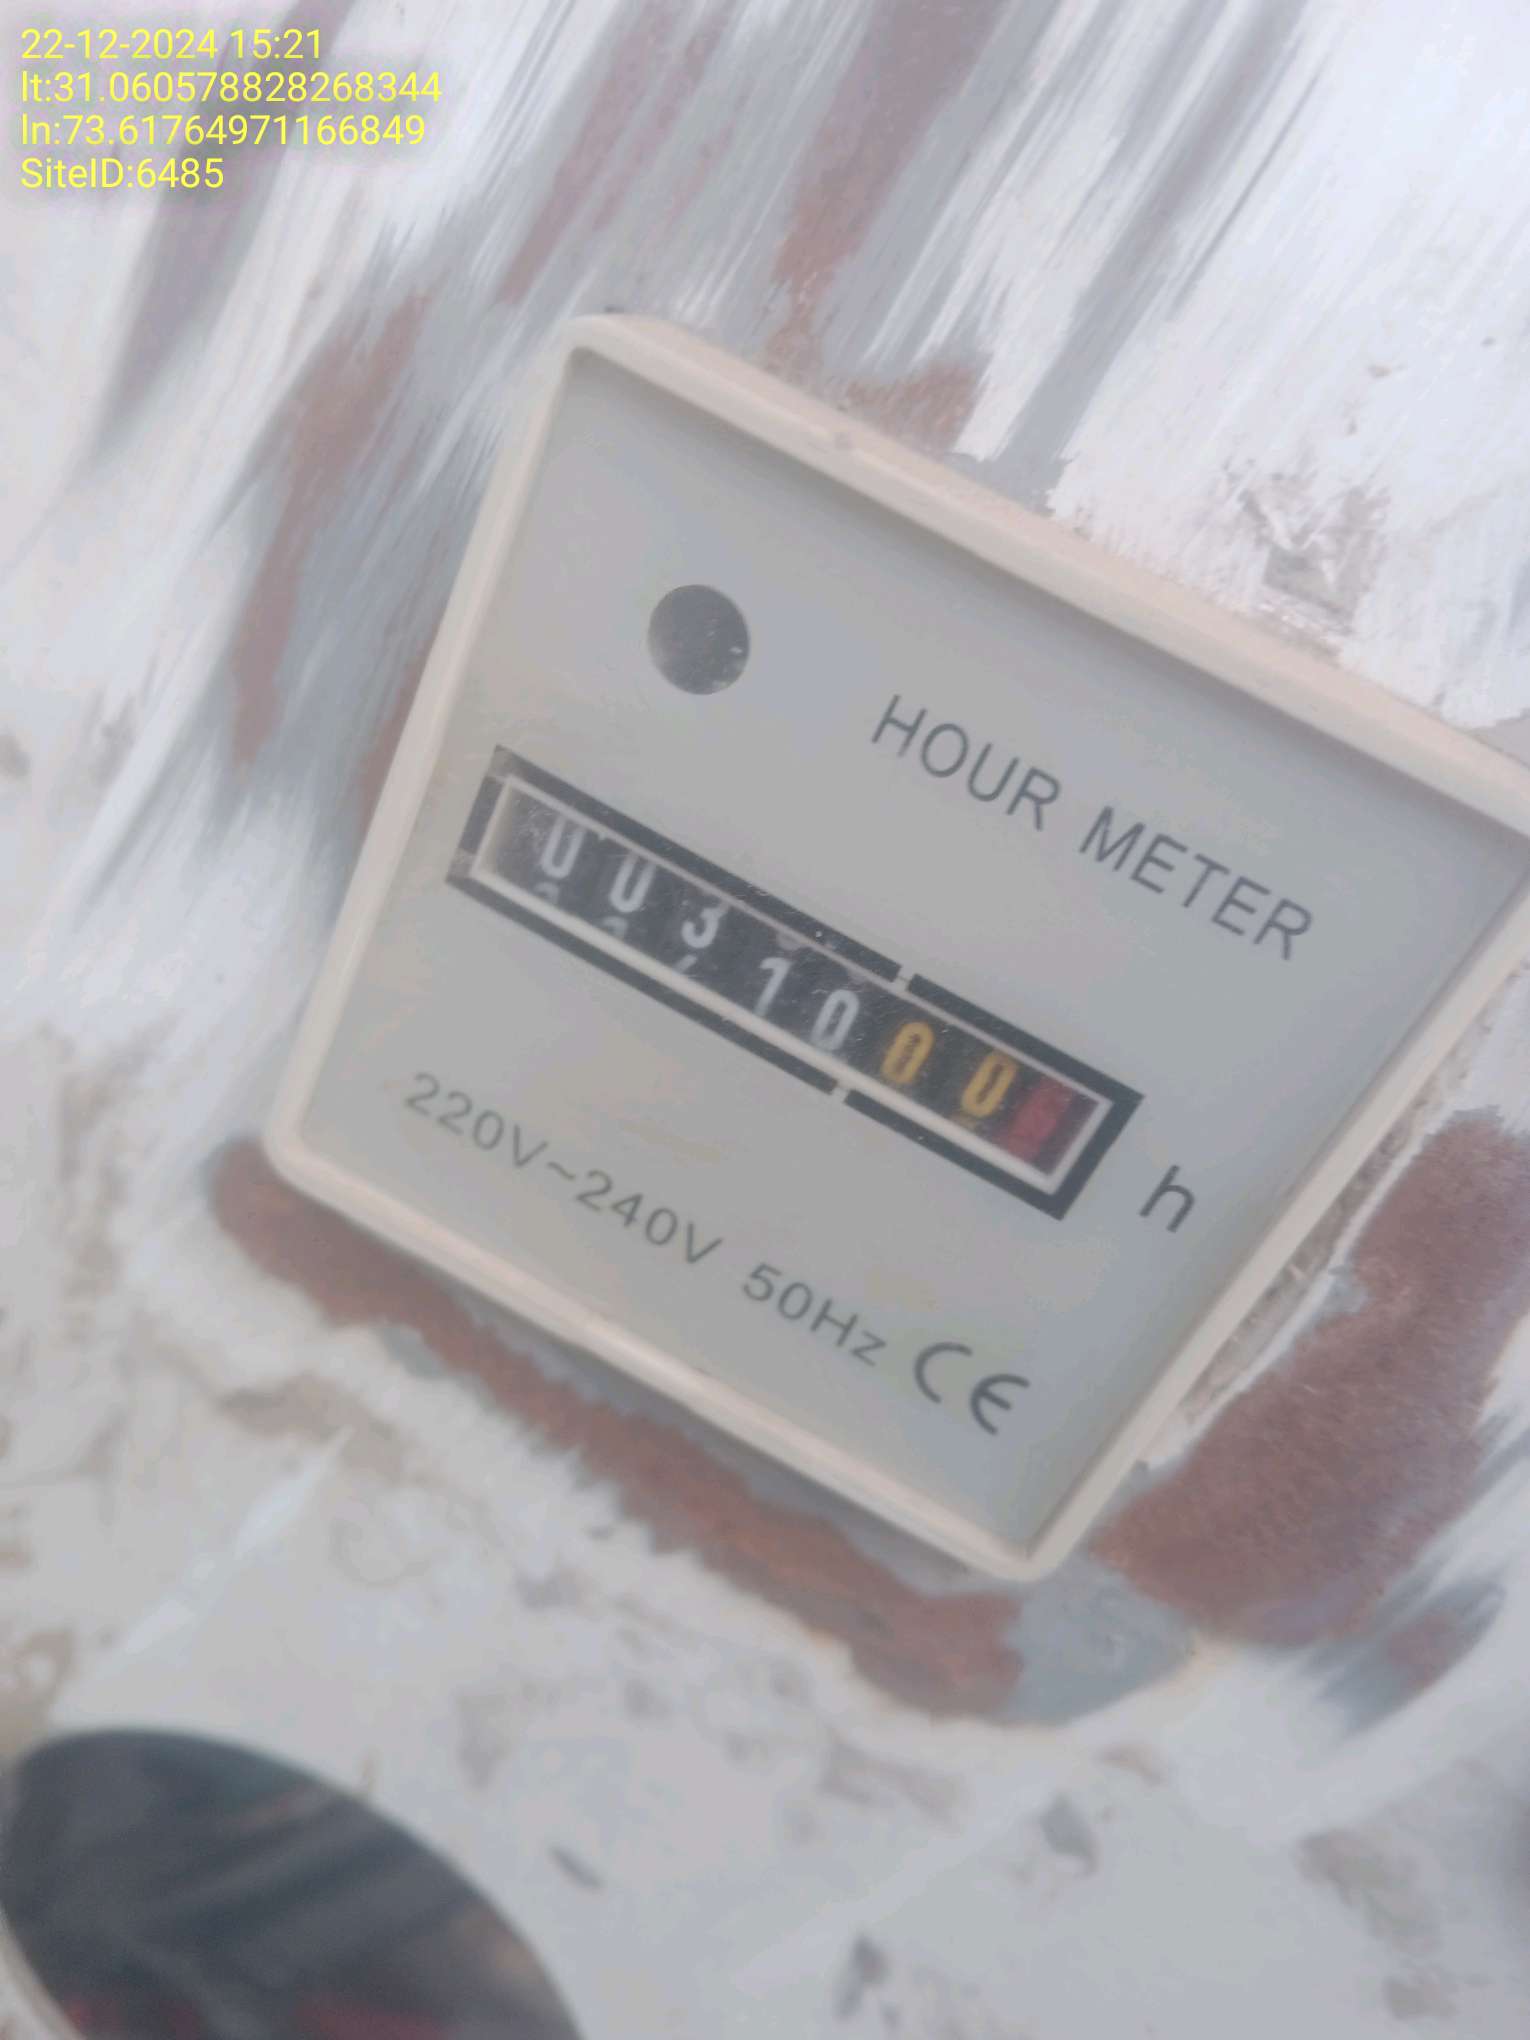 22-12-2024 15:21
lt:31.060578828268344
ln:73.61764971166849
SiteID:6485
HOUR METER
0031000
h
220V~240V 50Hz CE